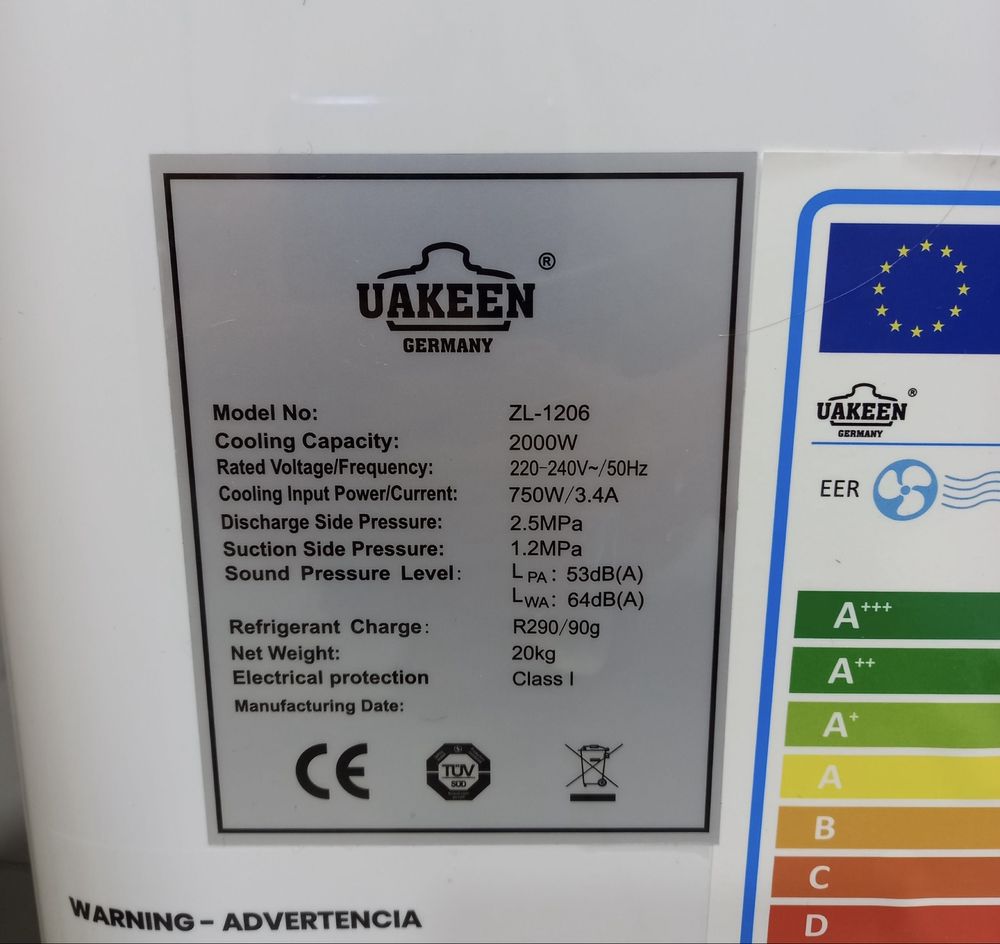 UAKEEN ®
GERMANY
Model No: ZL-1206
Cooling Capacity: 2000W
Rated Voltage/Frequency: 220-240V~/50Hz
Cooling Input Power/Current: 750W/3.4A
Discharge Side Pressure: 2.5MPa
Suction Side Pressure: 1.2MPa
Sound Pressure Level: LPA: 53dB(A)
LWA: 64dB(A)
Refrigerant Charge: R290/90g
Net Weight: 20kg
Electrical protection Class I
Manufacturing Date:
CE
TÜV
SÜD
WARNING - ADVERTENCIA
UAKEEN ®
GERMANY
EER
A+++
A++
A+
A
B
C
D